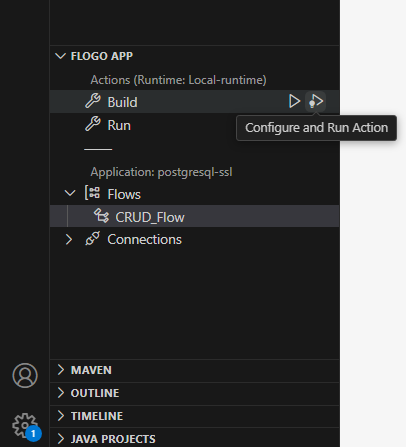 FLOGO APP
Actions (Runtime: Local-runtime)
Build
Configure and Run Action
Run
Application: postgresql-ssl
Flows
CRUD_Flow
Connections
MAVEN
OUTLINE
TIMELINE
JAVA PROJECTS
1